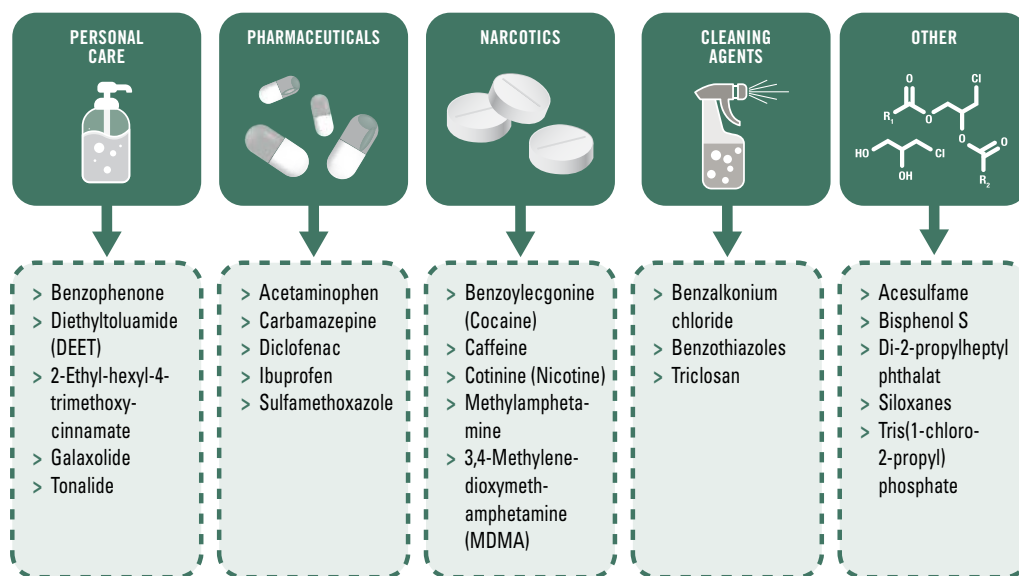 PERSONAL
CARE
PHARMACEUTICALS
NARCOTICS
CLEANING
AGENTS
OTHER
O
Cl
R1
O
O
O
HO
Cl
OH
R2
> Benzophenone
> Diethyltoluamide
(DEET)
> 2-Ethyl-hexyl-4-
trimethoxy-
cinnamate
> Galaxolide
> Tonalide
> Acetaminophen
> Carbamazepine
> Diclofenac
> Ibuprofen
> Sulfamethoxazole
> Benzoylecgonine
(Cocaine)
> Caffeine
> Cotinine (Nicotine)
> Methylampheta-
mine
> 3,4-Methylene-
dioxymeth-
amphetamine
(MDMA)
> Benzalkonium
chloride
> Benzothiazoles
> Triclosan
> Acesulfame
> Bisphenol S
> Di-2-propylheptyl
phthalat
> Siloxanes
> Tris(1-chloro-
2-propyl)
phosphate